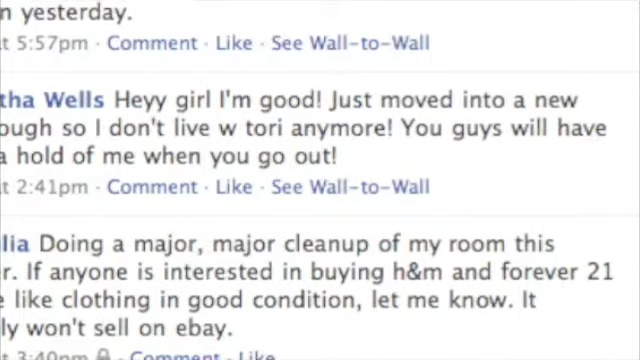 n yesterday.
t 5:57pm · Comment · Like · See Wall-to-Wall
tha Wells Heyy girl I'm good! Just moved into a new
ough so I don't live w tori anymore! You guys will have
a hold of me when you go out!
t 2:41pm · Comment · Like · See Wall-to-Wall
lia Doing a major, major cleanup of my room this
r. If anyone is interested in buying h&m and forever 21
e like clothing in good condition, let me know. It
ly won't sell on ebay.
t 3:40pm · Comment · Like